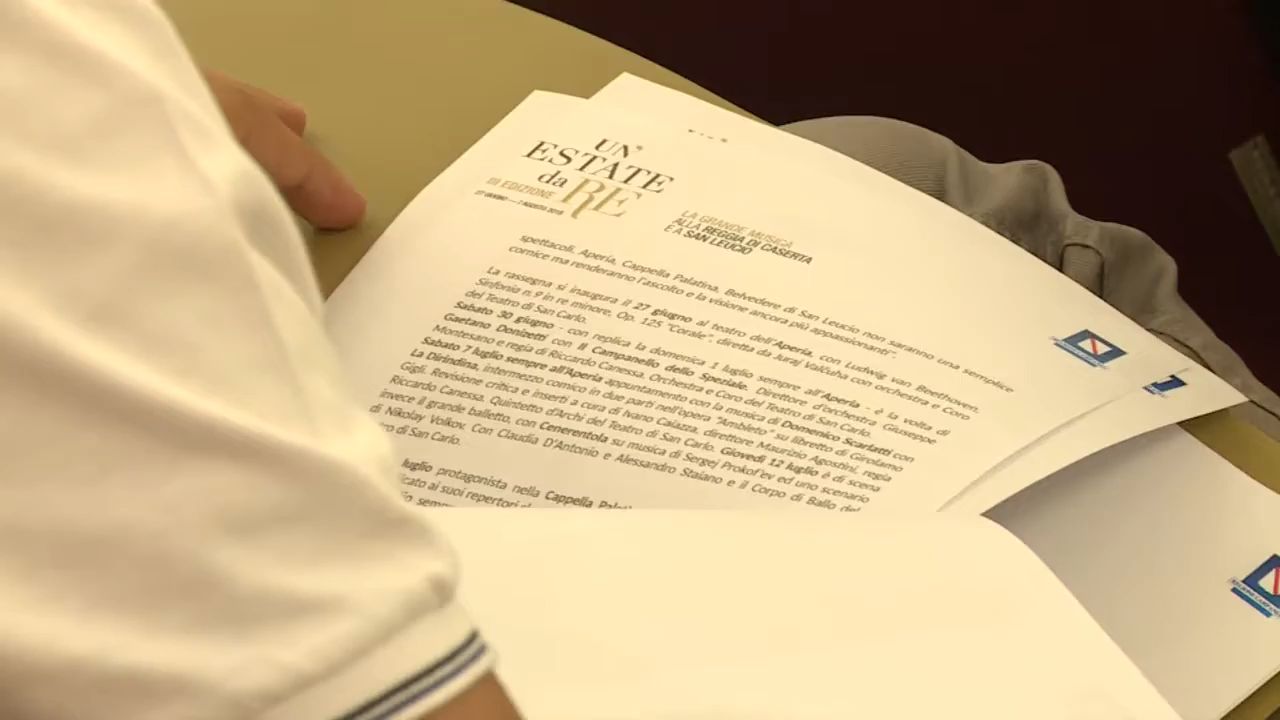 UN'
ESTATE
da RE
III EDIZIONE
27 GIUGNO — 2 AGOSTO 2018
LA GRANDE MUSICA
ALLA REGGIA DI CASERTA
E A SAN LEUCIO
spettacoli. Aperia, Cappella Palatina, Belvedere di San Leucio non saranno una semplice
cornice ma renderanno l'ascolto e la visione ancora più appassionanti".
La rassegna si inaugura il 27 giugno al teatro dell'Aperia, con Ludwig van Beethoven,
Sinfonia n.9 in re minore, Op. 125 "Corale", diretta da Juraj Valčuha con orchestra e Coro
del Teatro di San Carlo.
Sabato 30 giugno - con replica la domenica 1 luglio sempre all'Aperia - è la volta di
Gaetano Donizetti con Il Campanello dello Speziale. Direttore d'orchestra Giuseppe
Montesano e regia di Riccardo Canessa. Orchestra e Coro del Teatro di San Carlo.
Sabato 7 luglio sempre all'Aperia appuntamento con la musica di Domenico Scarlatti con
La Dirindina, intermezzo comico in due parti nell'opera "Ambleto" su libretto di Girolamo
Gigli. Revisione critica e inserti a cura di Ivano Caiazza, direttore Maurizio Agostini, regia
Riccardo Canessa. Quintetto d'Archi del Teatro di San Carlo. Giovedì 12 luglio è di scena
invece il grande balletto, con Cenerentola su musica di Sergej Prokof'ev ed uno scenario
di Nikolay Volkov. Con Claudia D'Antonio e Alessandro Staiano e il Corpo di Ballo del
di San Carlo.
luglio protagonista nella Cappella
ai suoi repertori